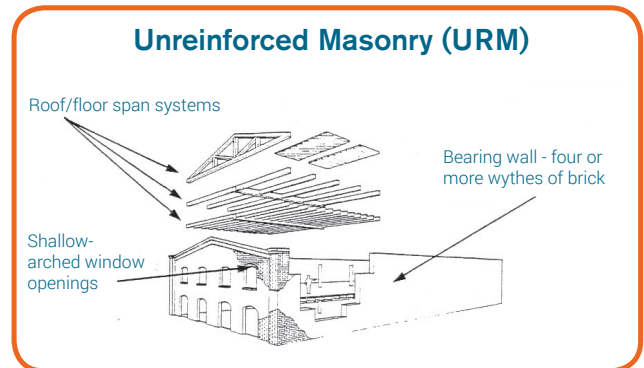 Unreinforced Masonry (URM)
Roof/floor span systems
Bearing wall - four or
more wythes of brick
Shallow-
arched window
openings